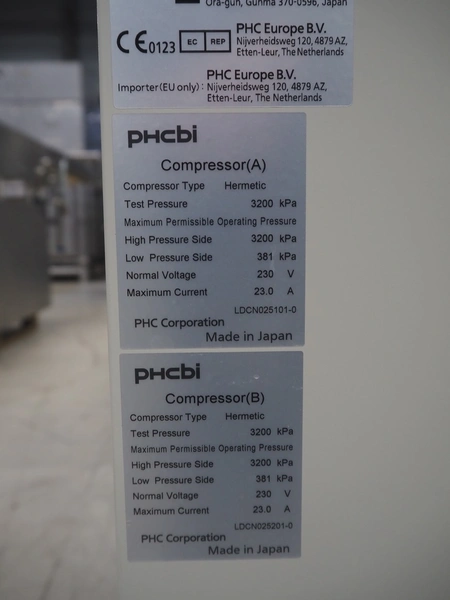 Ora-gun, Gunma 370-0596, Japan
CE 0123 EC REP PHC Europe B.V.
Nijverheidsweg 120, 4879 AZ,
Etten-Leur, The Netherlands
PHC Europe B.V.
Importer(EU only): Nijverheidsweg 120, 4879 AZ,
Etten-Leur, The Netherlands
PHCbi
Compressor(A)
Compressor Type Hermetic
Test Pressure 3200 kPa
Maximum Permissible Operating Pressure
High Pressure Side 3200 kPa
Low Pressure Side 381 kPa
Normal Voltage 230 V
Maximum Current 23.0 A
LDCN025101-0
PHC Corporation
Made in Japan
PHCbi
Compressor(B)
Compressor Type Hermetic
Test Pressure 3200 kPa
Maximum Permissible Operating Pressure
High Pressure Side 3200 kPa
Low Pressure Side 381 kPa
Normal Voltage 230 V
Maximum Current 23.0 A
LDCN025201-0
PHC Corporation
Made in Japan